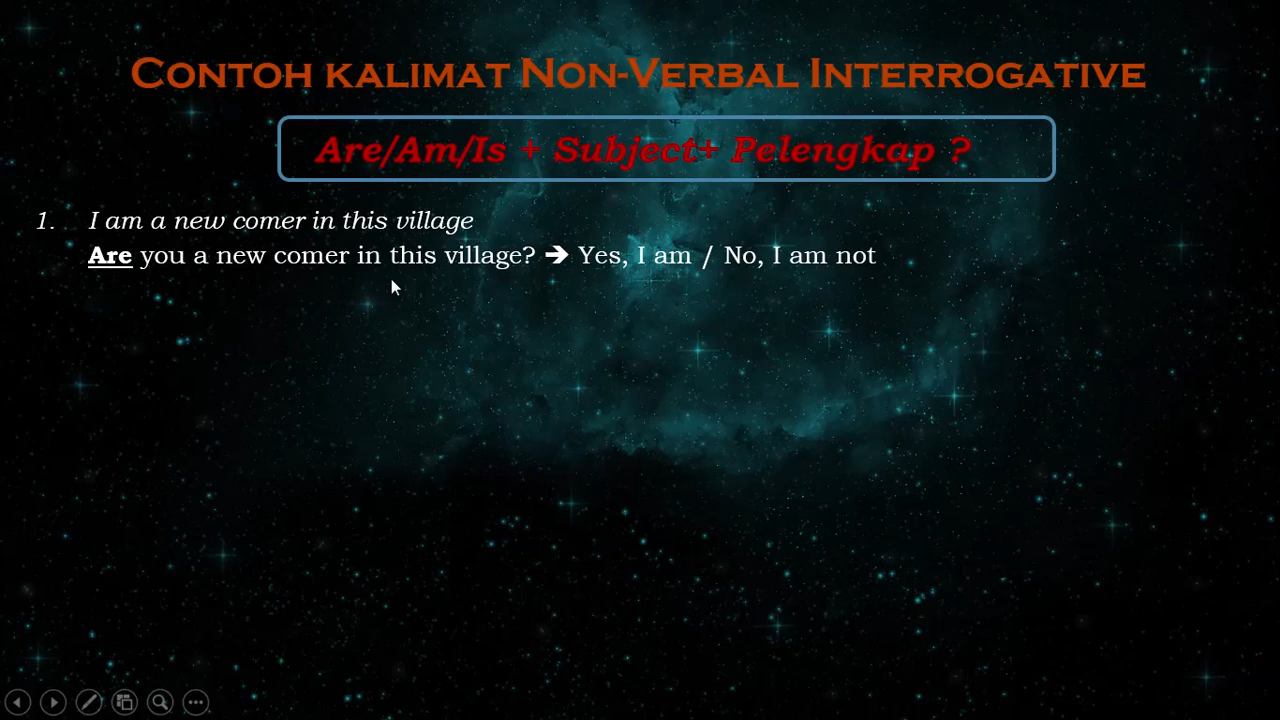 Contoh kalimat Non-Verbal Interrogative
Are/Am/Is + Subject+ Pelengkap ?
1. I am a new comer in this village
Are you a new comer in this village? ➔ Yes, I am / No, I am not